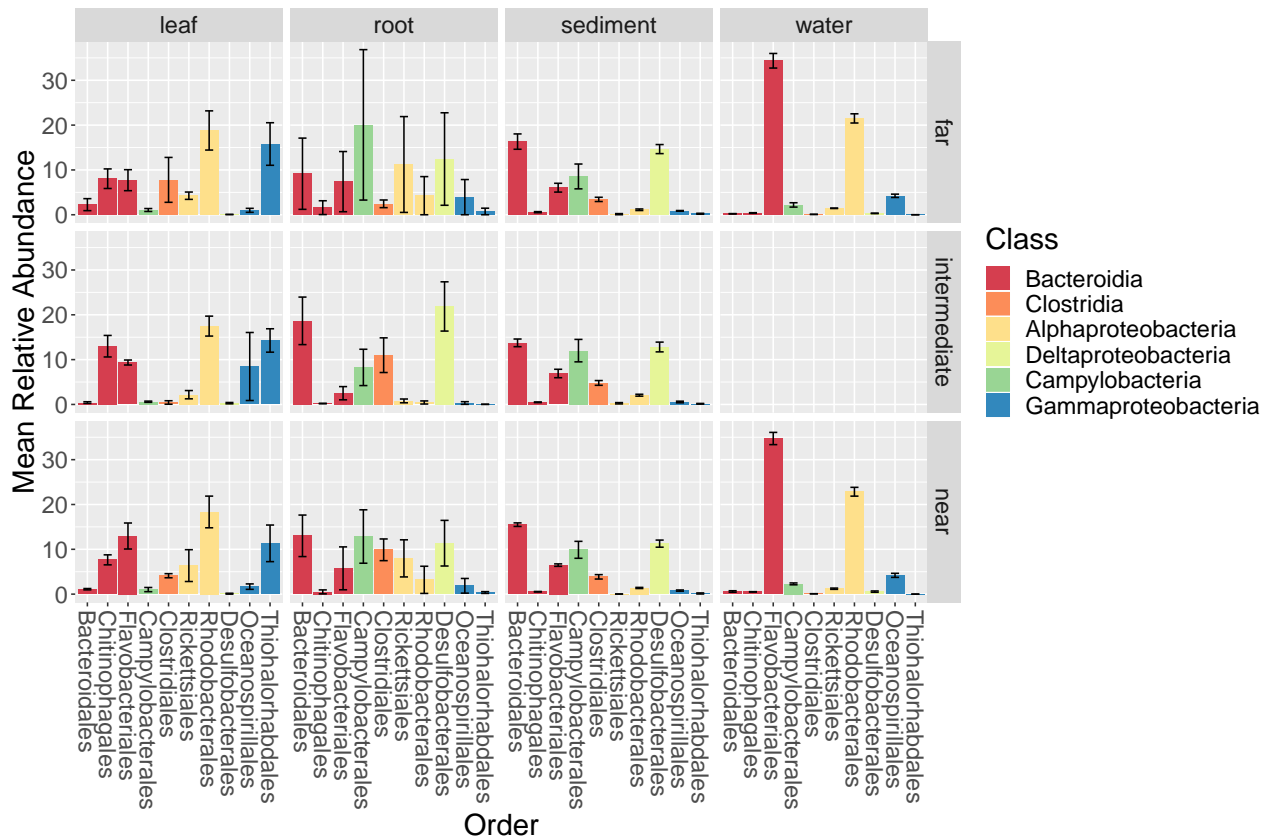 leaf root sediment water
Mean Relative Abundance
30
20
10
0
far
30
20
10
0
intermediate
30
20
10
0
near
Bacteroidales
Chitinophagales
Flavobacteriales
Campylobacterales
Clostridiales
Rickettsiales
Rhodobacterales
Desulfobacterales
Oceanospirillales
Thiohalorhabdales
Bacteroidales
Chitinophagales
Flavobacteriales
Campylobacterales
Clostridiales
Rickettsiales
Rhodobacterales
Desulfobacterales
Oceanospirillales
Thiohalorhabdales
Bacteroidales
Chitinophagales
Flavobacteriales
Campylobacterales
Clostridiales
Rickettsiales
Rhodobacterales
Desulfobacterales
Oceanospirillales
Thiohalorhabdales
Bacteroidales
Chitinophagales
Flavobacteriales
Campylobacterales
Clostridiales
Rickettsiales
Rhodobacterales
Desulfobacterales
Oceanospirillales
Thiohalorhabdales
Order
Class
Bacteroidia
Clostridia
Alphaproteobacteria
Deltaproteobacteria
Campylobacteria
Gammaproteobacteria